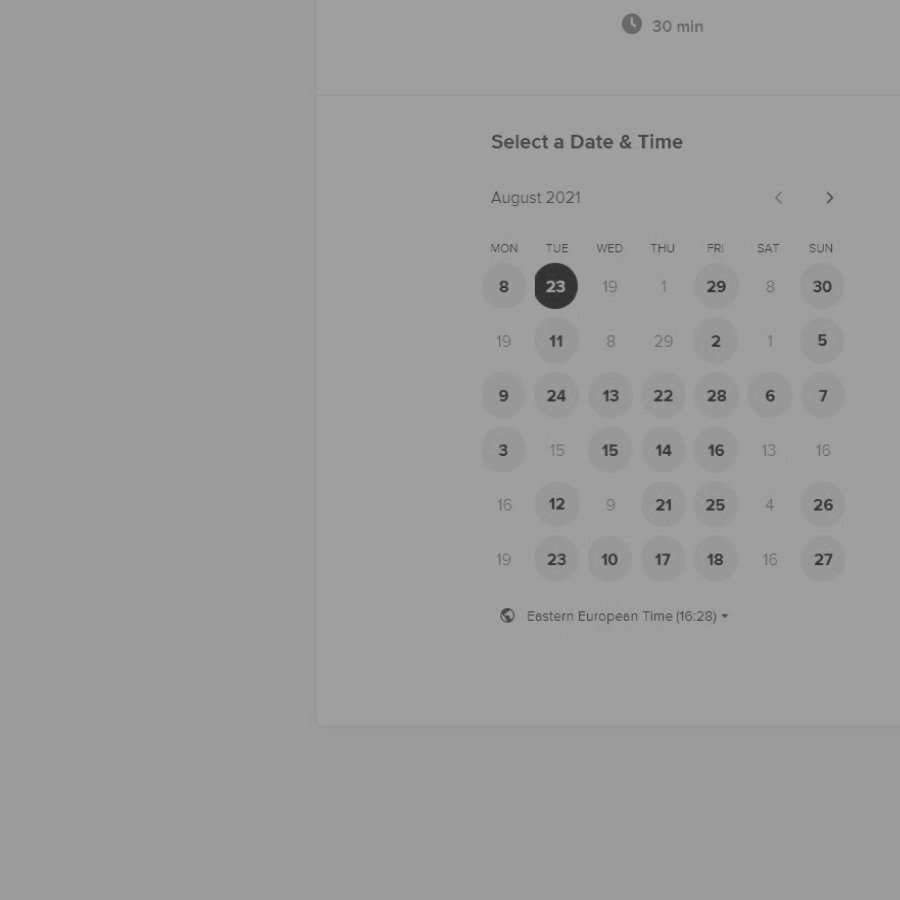 30 min
Select a Date & Time
August 2021
MON TUE WED THU FRI SAT SUN
8 23 19 1 29 8 30
19 11 8 29 2 1 5
9 24 13 22 28 6 7
3 15 15 14 16 13 16
16 12 9 21 25 4 26
19 23 10 17 18 16 27
Eastern European Time (16:28)